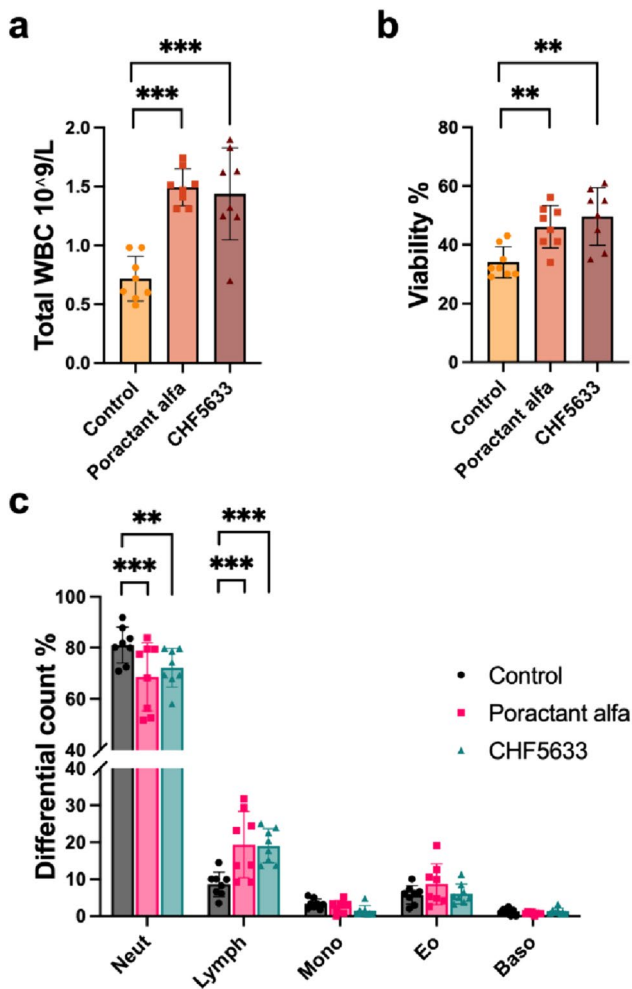 a
***
***
Total WBC 10^9/L
2.0
1.5
1.0
0.5
0.0
Control
Poractant alfa
CHF5633
b
**
**
Viability %
80
60
40
20
0
Control
Poractant alfa
CHF5633
c
**
***
***
***
Differential count %
100
80
60
40
40
30
20
10
0
Neut
Lymph
Mono
Eo
Baso
Control
Poractant alfa
CHF5633